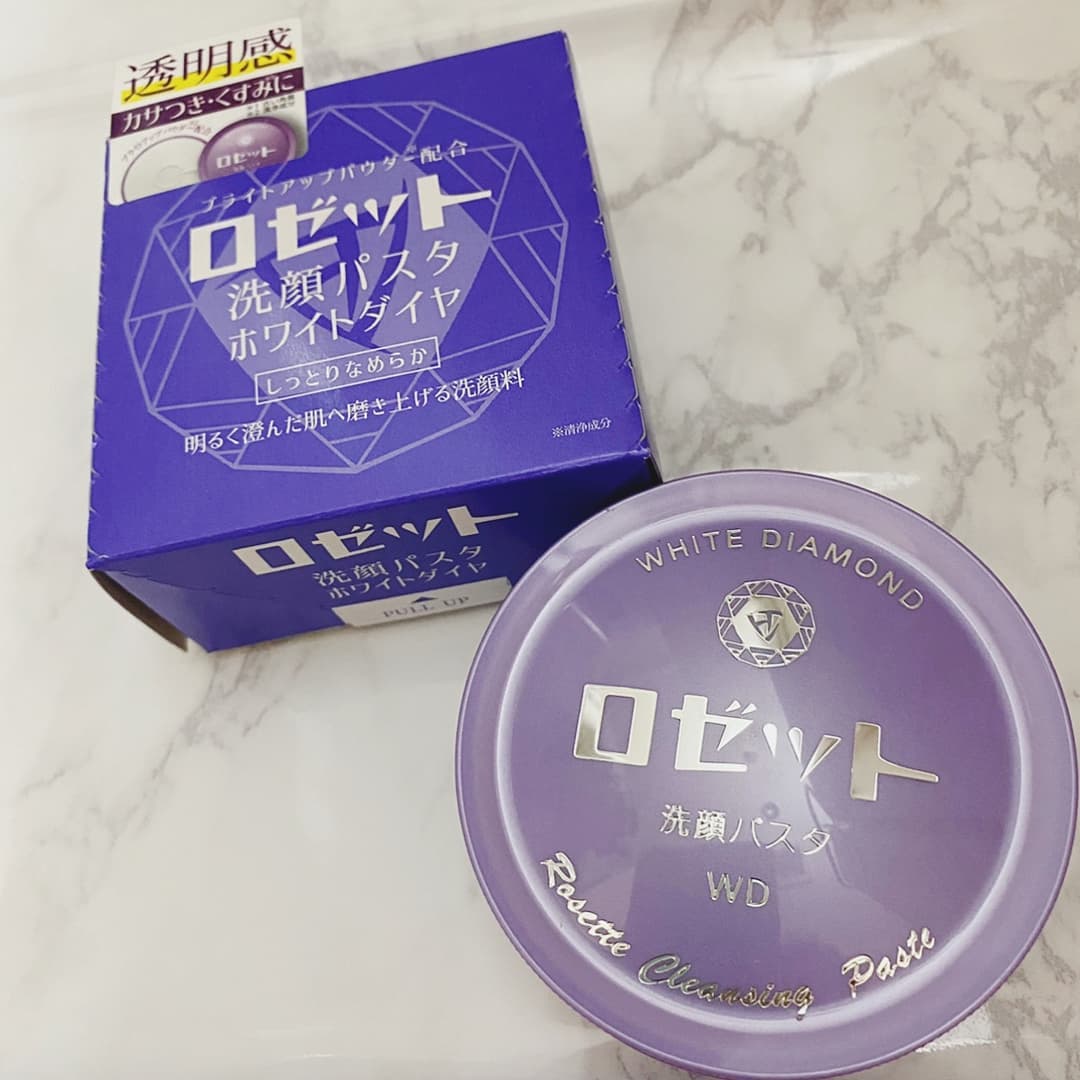 透明感
カサつき・くすみに
ロゼット
ブライトアップパウダー※配合
ロゼット
洗顔パスタ
ホワイトダイヤ
しっとりなめらか
明るく澄んだ肌へ磨き上げる洗顔料
※清浄成分
ロゼット
洗顔パスタ
ホワイトダイヤ
PULL UP
WHITE DIAMOND
ロゼット
洗顔パスタ
WD
Rosette Cleansing Paste